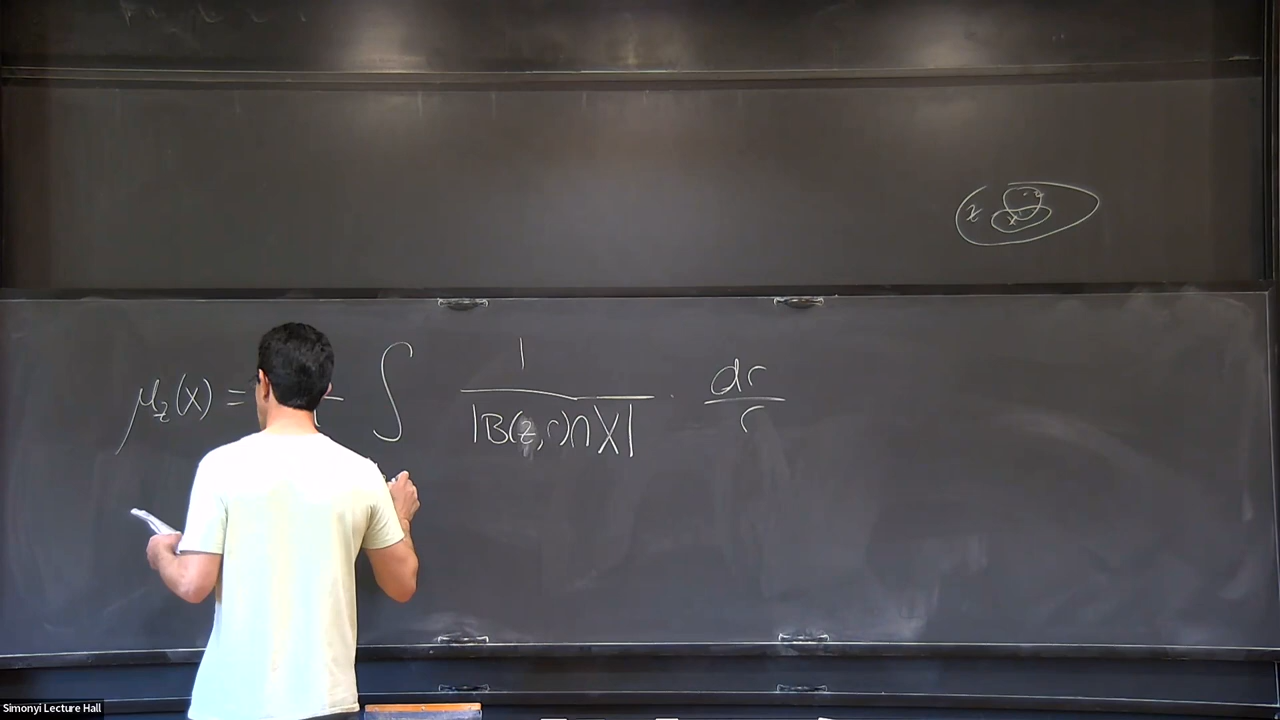 z x
μ_z(X) = ∫ 1/|B(z,r)∩X| · dr/r
Simonyi Lecture Hall